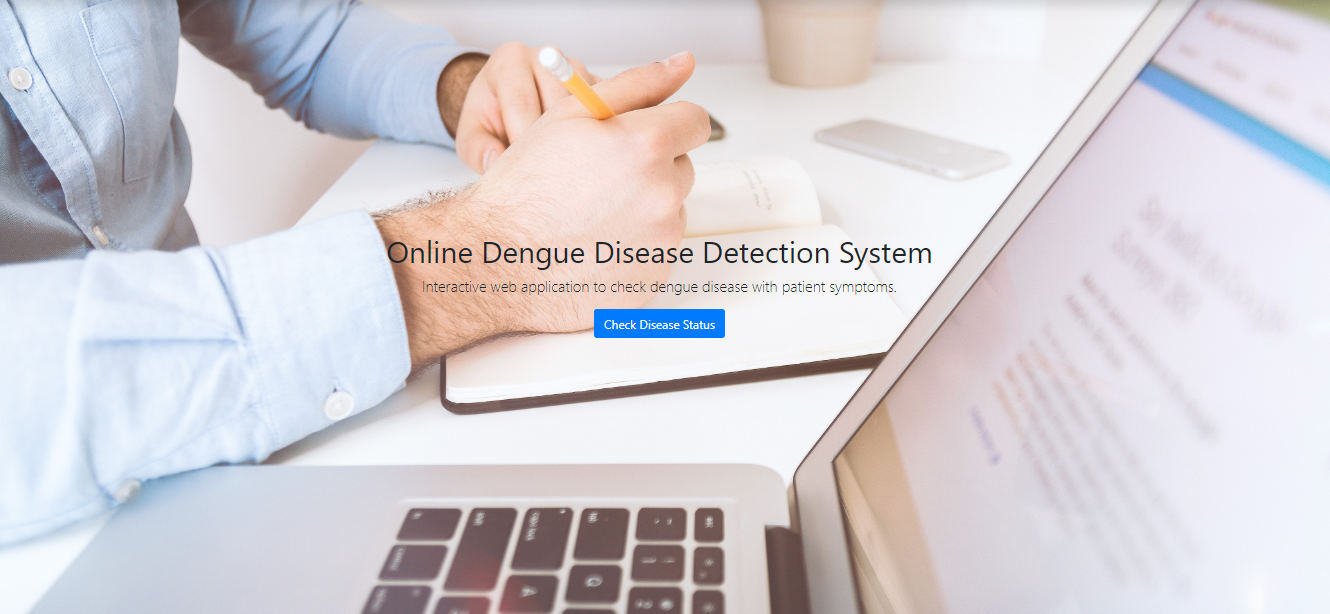 Online Dengue Disease Detection System
Interactive web application to check dengue disease with patient symptoms.
Check Disease Status